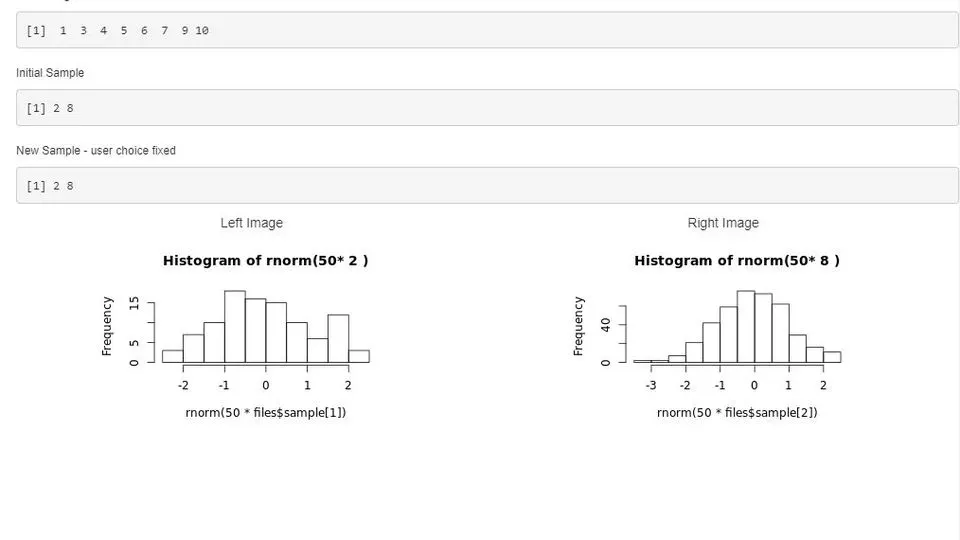 [1] 1 3 4 5 6 7 9 10
Initial Sample
[1] 2 8
New Sample - user choice fixed
[1] 2 8
Left Image Right Image
Histogram of rnorm(50* 2 ) Histogram of rnorm(50* 8 )
Frequency
15
5
0
-2 -1 0 1 2
rnorm(50 * files$sample[1])
Frequency
40
0
-3 -2 -1 0 1 2
rnorm(50 * files$sample[2])